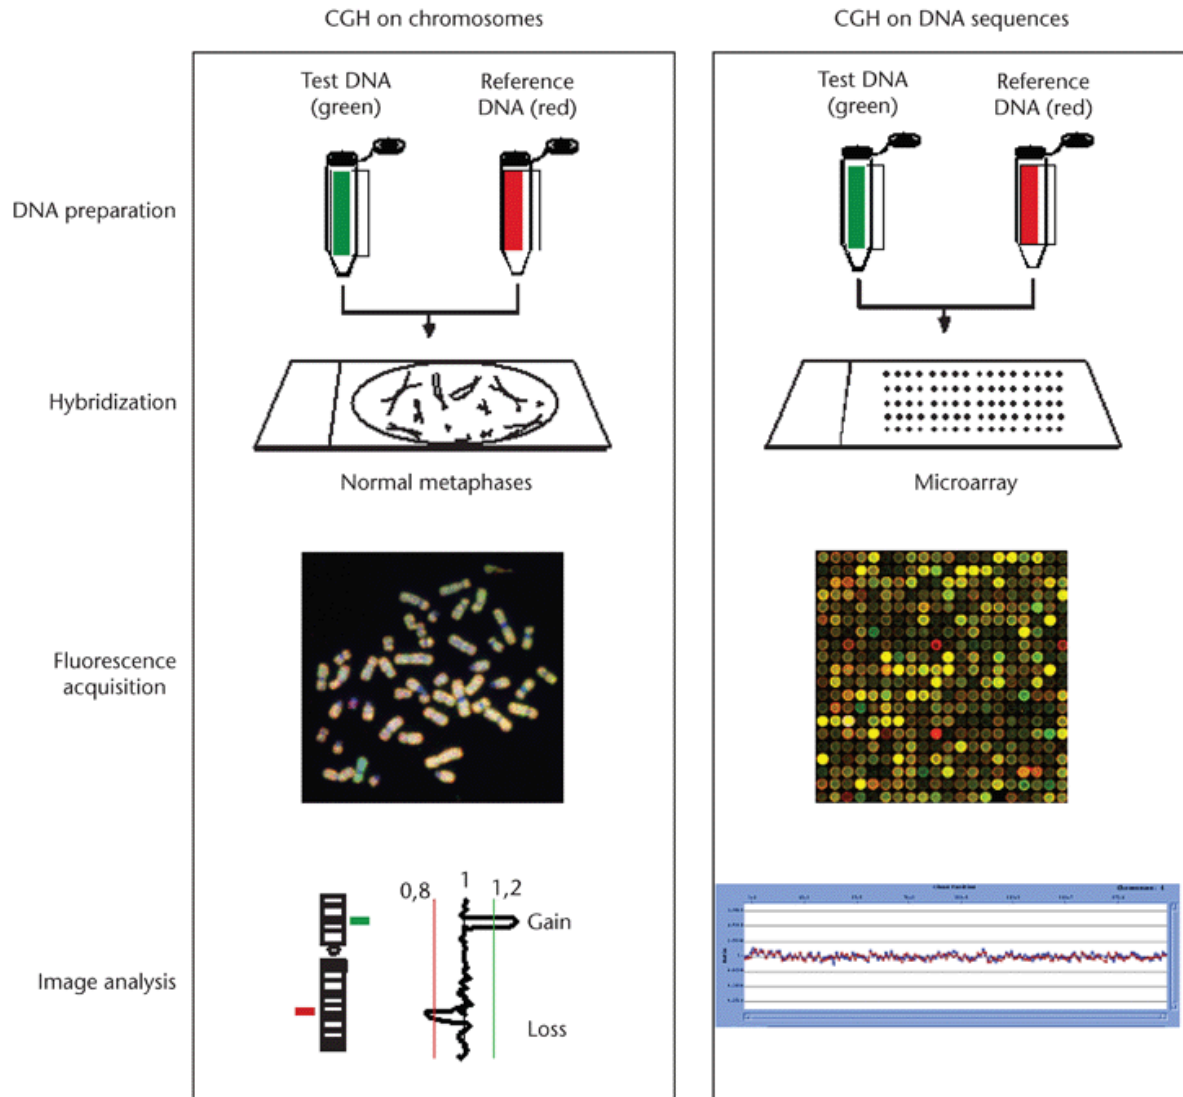 CGH on chromosomes
CGH on DNA sequences
Test DNA
(green)
Reference
DNA (red)
Test DNA
(green)
Reference
DNA (red)
DNA preparation
Hybridization
Normal metaphases
Microarray
Fluorescence
acquisition
0,8
1
1,2
Gain
Loss
Image analysis